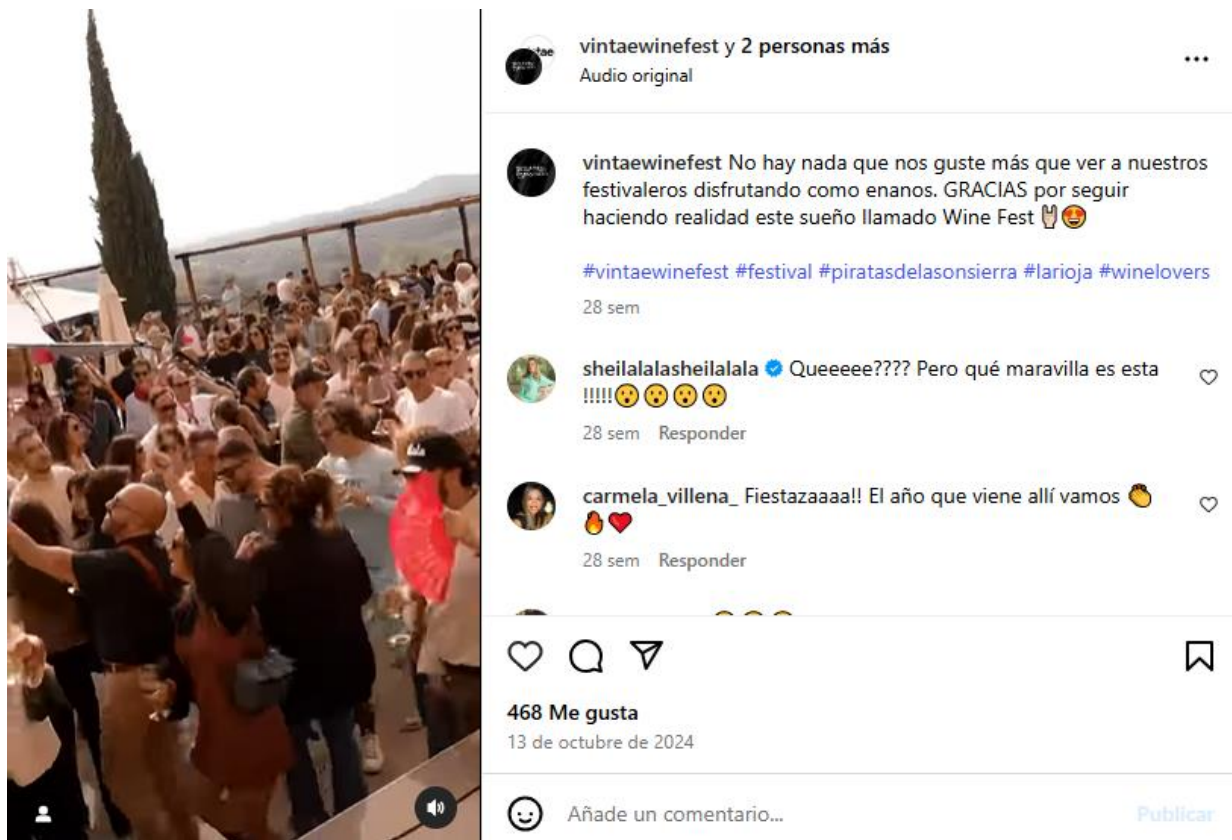 vintaewinefest y 2 personas más
Audio original
vintaewinefest No hay nada que nos guste más que ver a nuestros
festivaleros disfrutando como enanos. GRACIAS por seguir
haciendo realidad este sueño llamado Wine Fest 🤘😍
#vintaewinefest #festival #piratasdelasonsierra #larioja #winelovers
28 sem
sheilalalasheilalala Queeeee???? Pero qué maravilla es esta
!!!!!😮😮😮😮
28 sem Responder
carmela_villena_ Fiestazaaaa!! El año que viene allí vamos 👏
🔥❤️
28 sem Responder
468 Me gusta
13 de octubre de 2024
Añade un comentario...
Publicar